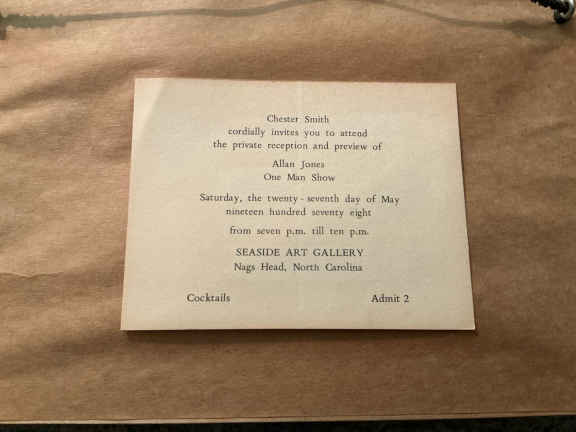 Chester Smith
cordially invites you to attend
the private reception and preview of
Allan Jones
One Man Show
Saturday, the twenty-seventh day of May
nineteen hundred seventy eight
from seven p.m. till ten p.m.
SEASIDE ART GALLERY
Nags Head, North Carolina
Cocktails Admit 2